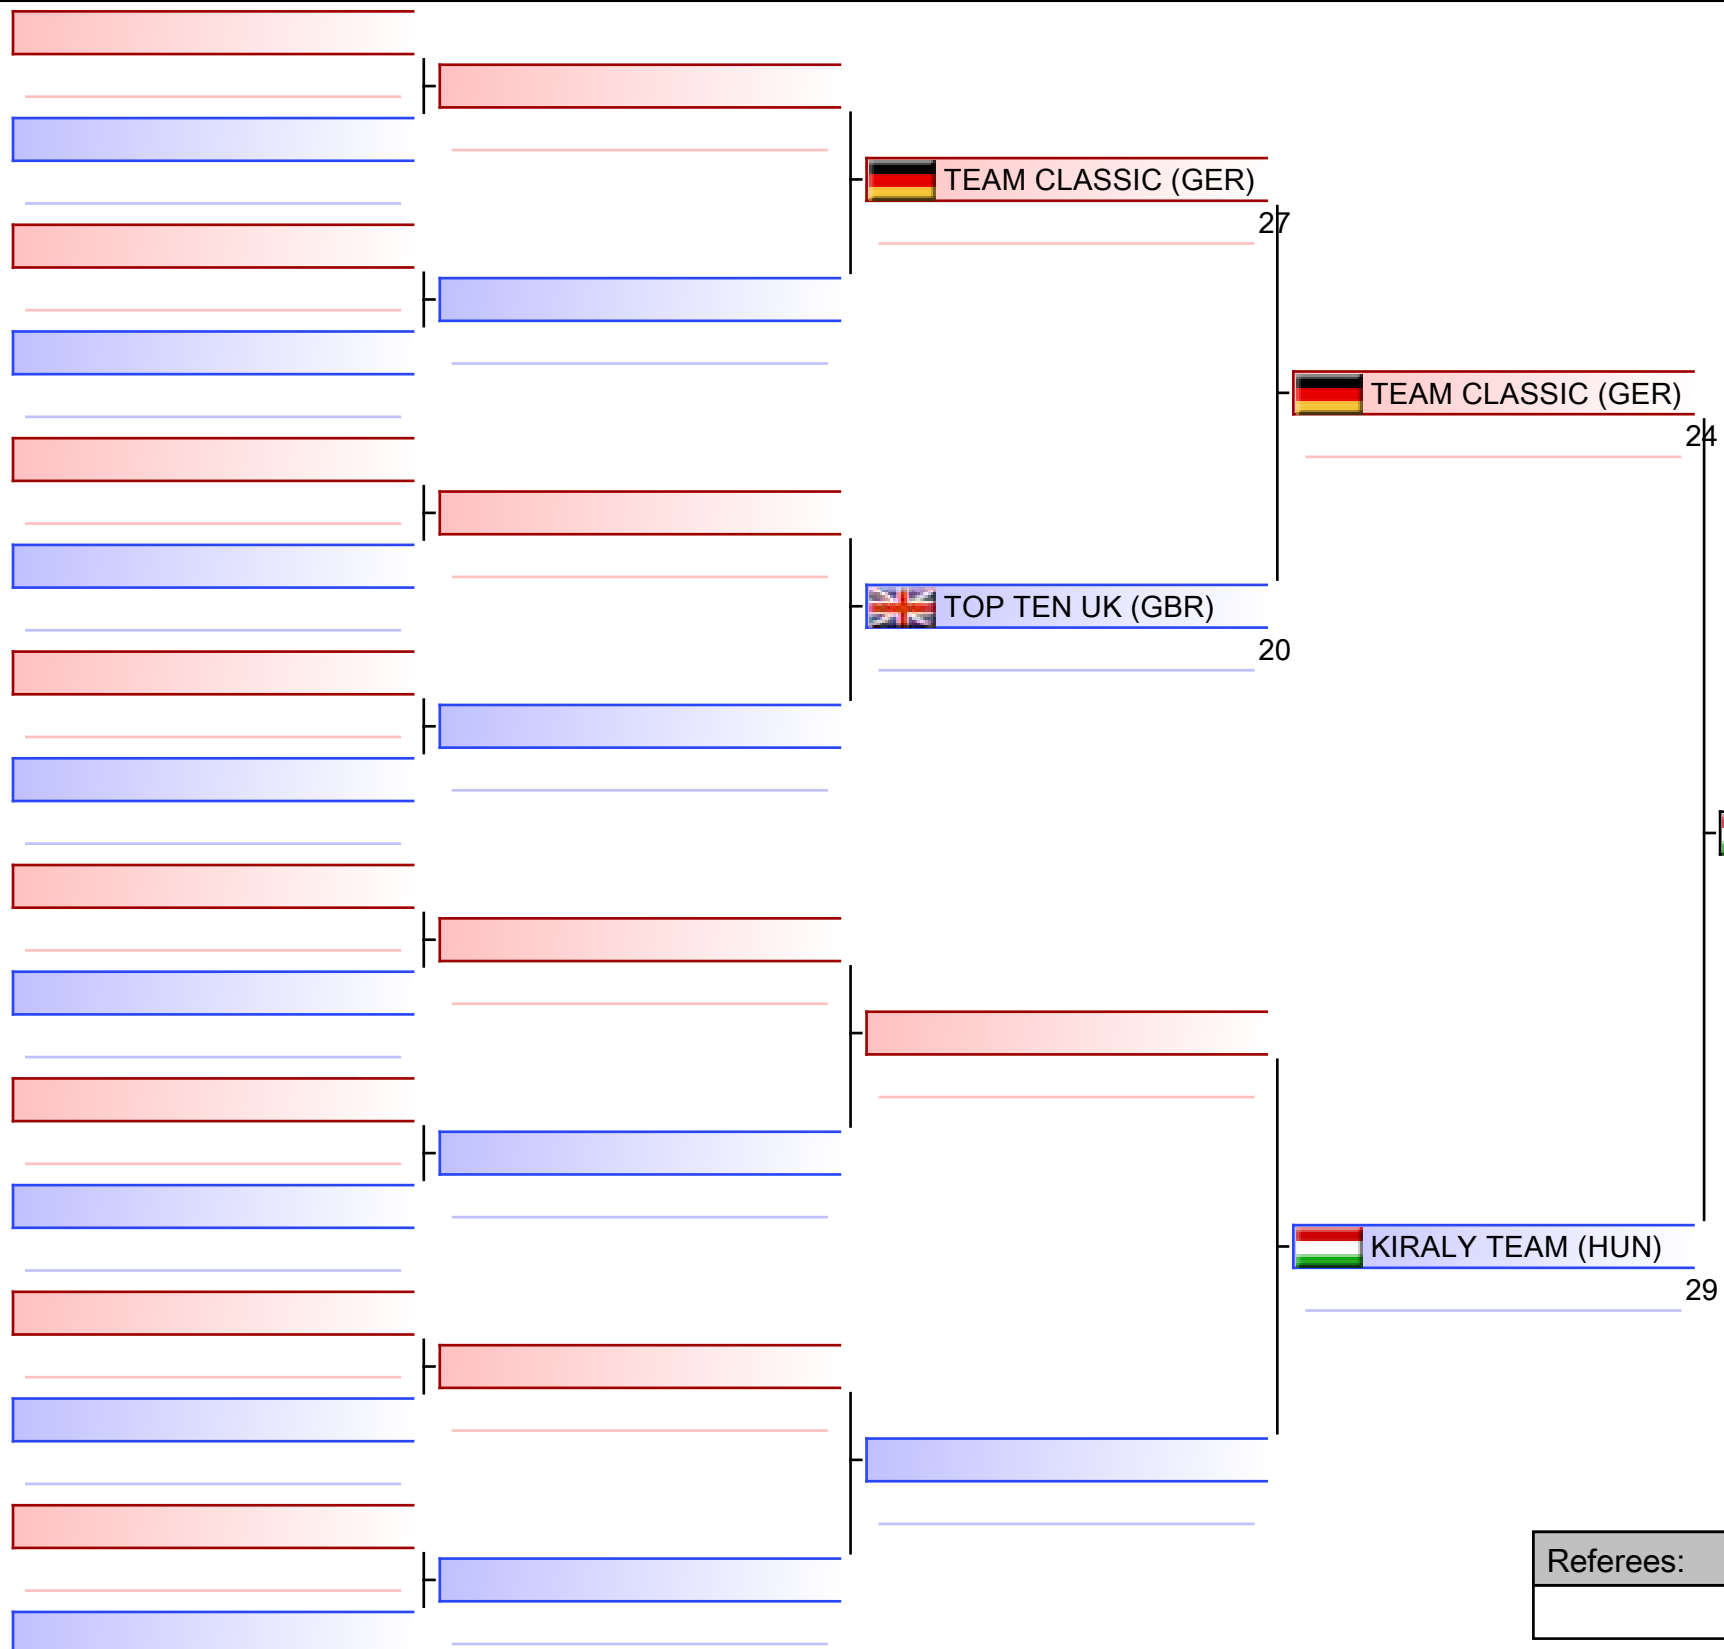 TEAM CLASSIC (GER)
27
TEAM CLASSIC (GER)
24
TOP TEN UK (GBR)
20
KIRALY TEAM (HUN)
29
Referees: